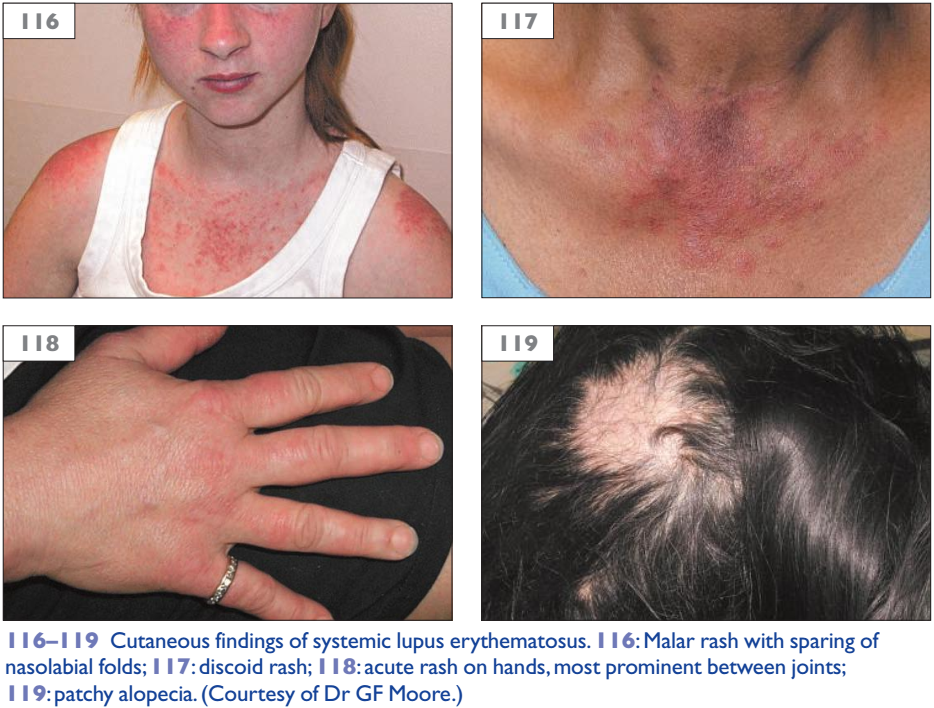 116
117
118
119
116–119 Cutaneous findings of systemic lupus erythematosus. 116: Malar rash with sparing of
nasolabial folds; 117: discoid rash; 118: acute rash on hands, most prominent between joints;
119: patchy alopecia. (Courtesy of Dr GF Moore.)